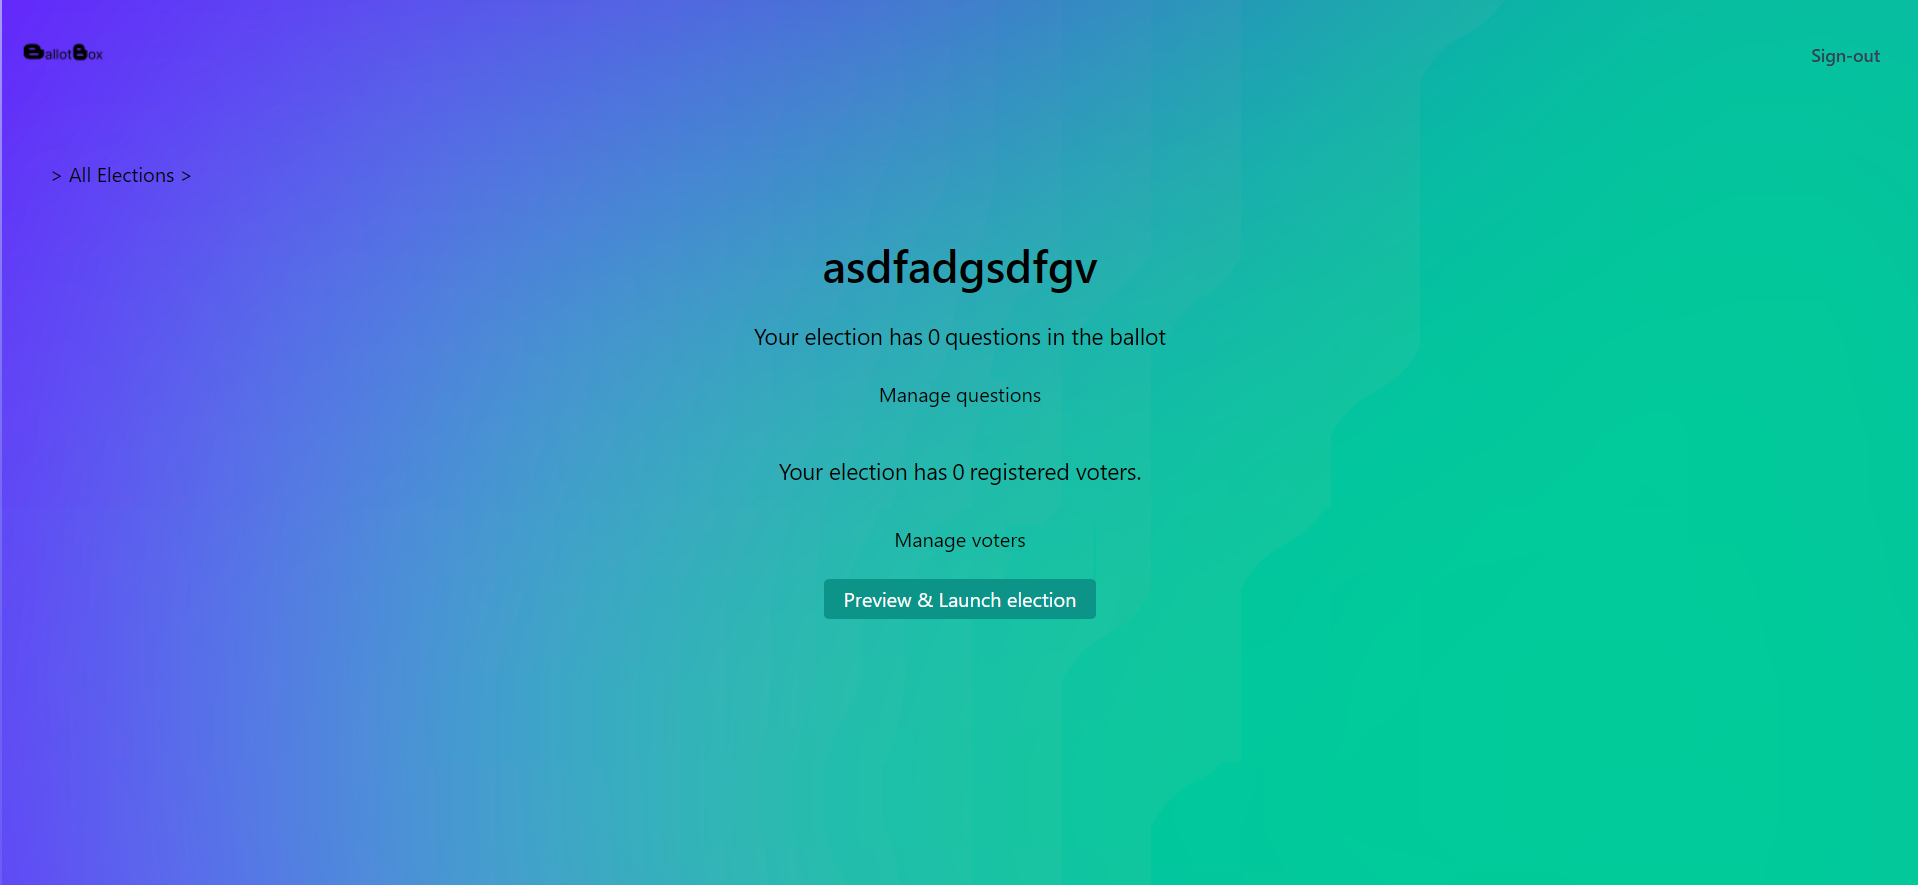 BallotBox
Sign-out
> All Elections >
asdfadgsdfgv
Your election has 0 questions in the ballot
Manage questions
Your election has 0 registered voters.
Manage voters
Preview & Launch election